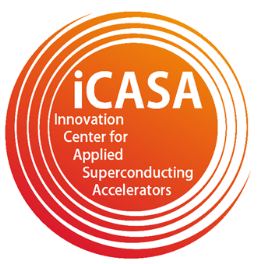 iCASA
Innovation
Center for
Applied
Superconducting
Accelerators